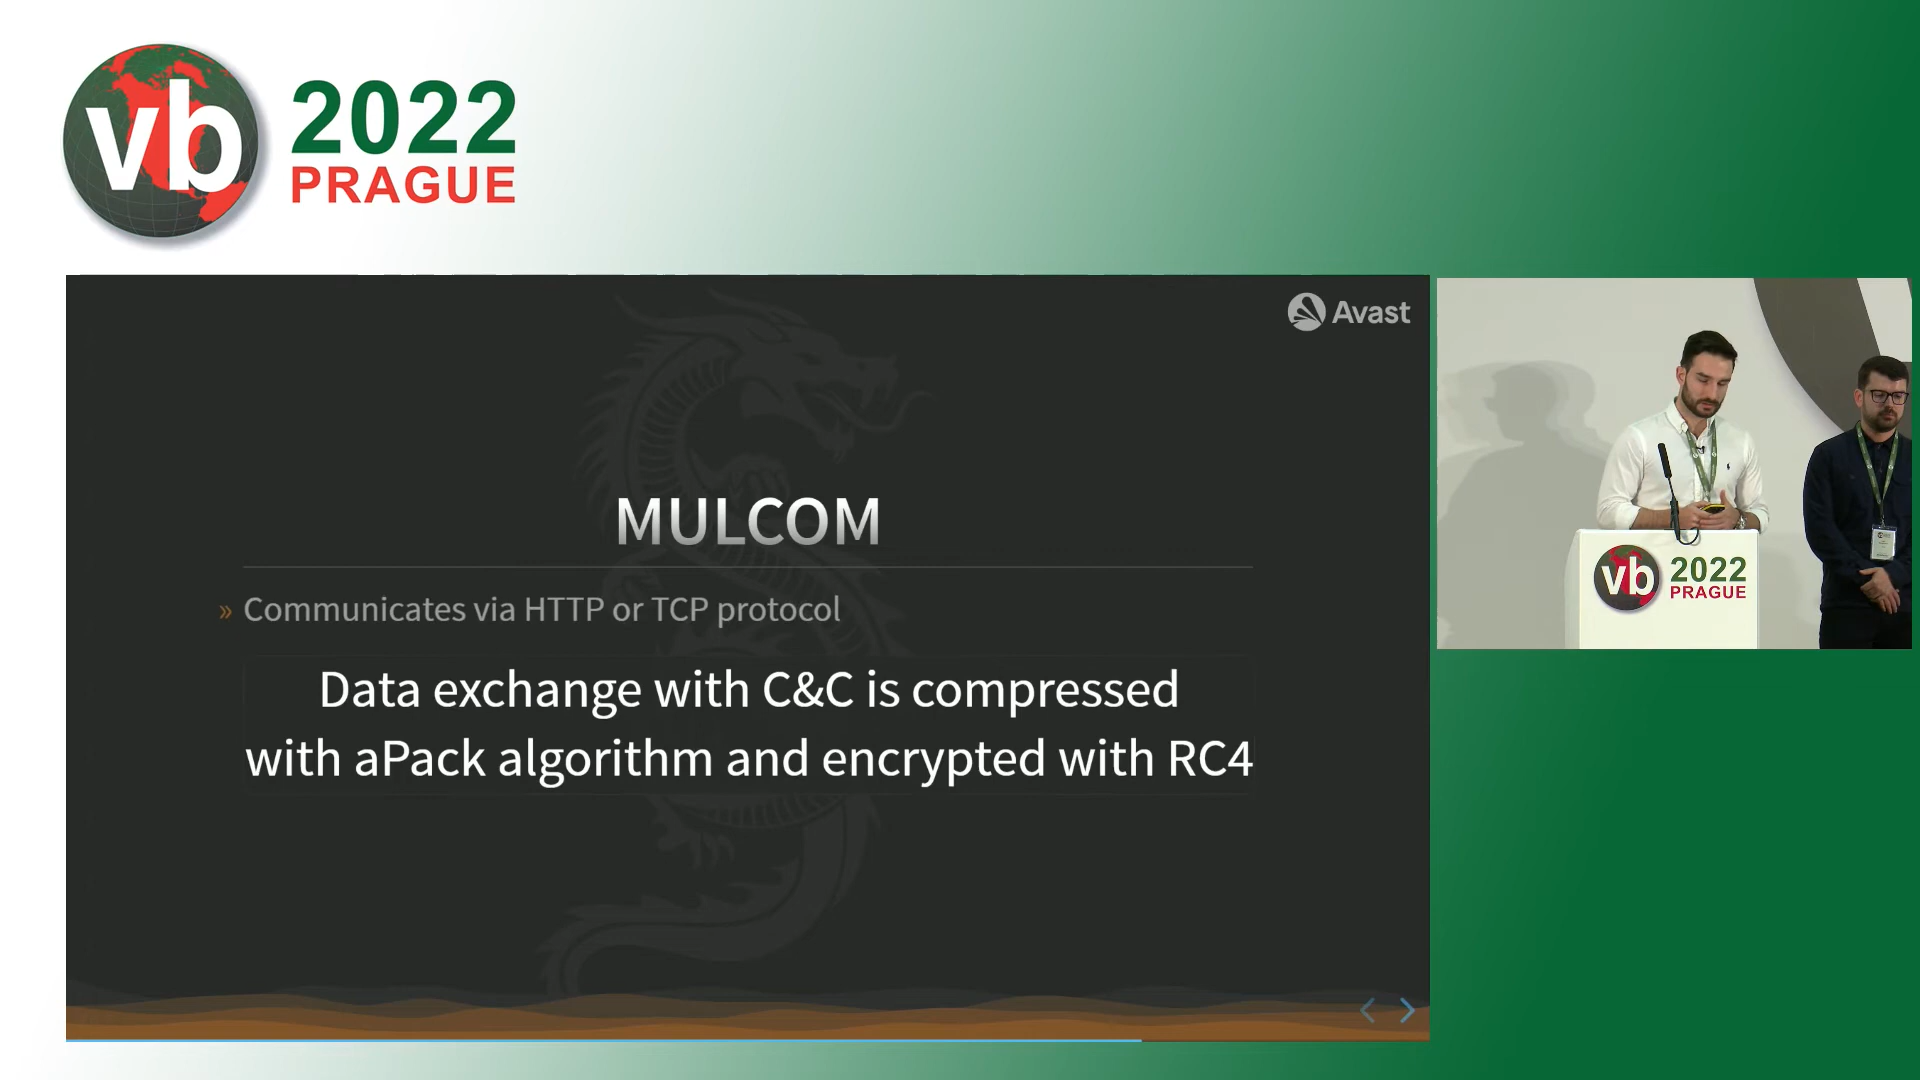 vb
2022
PRAGUE
Avast
MULCOM
» Communicates via HTTP or TCP protocol
Data exchange with C&C is compressed
with aPack algorithm and encrypted with RC4
vb
2022
PRAGUE